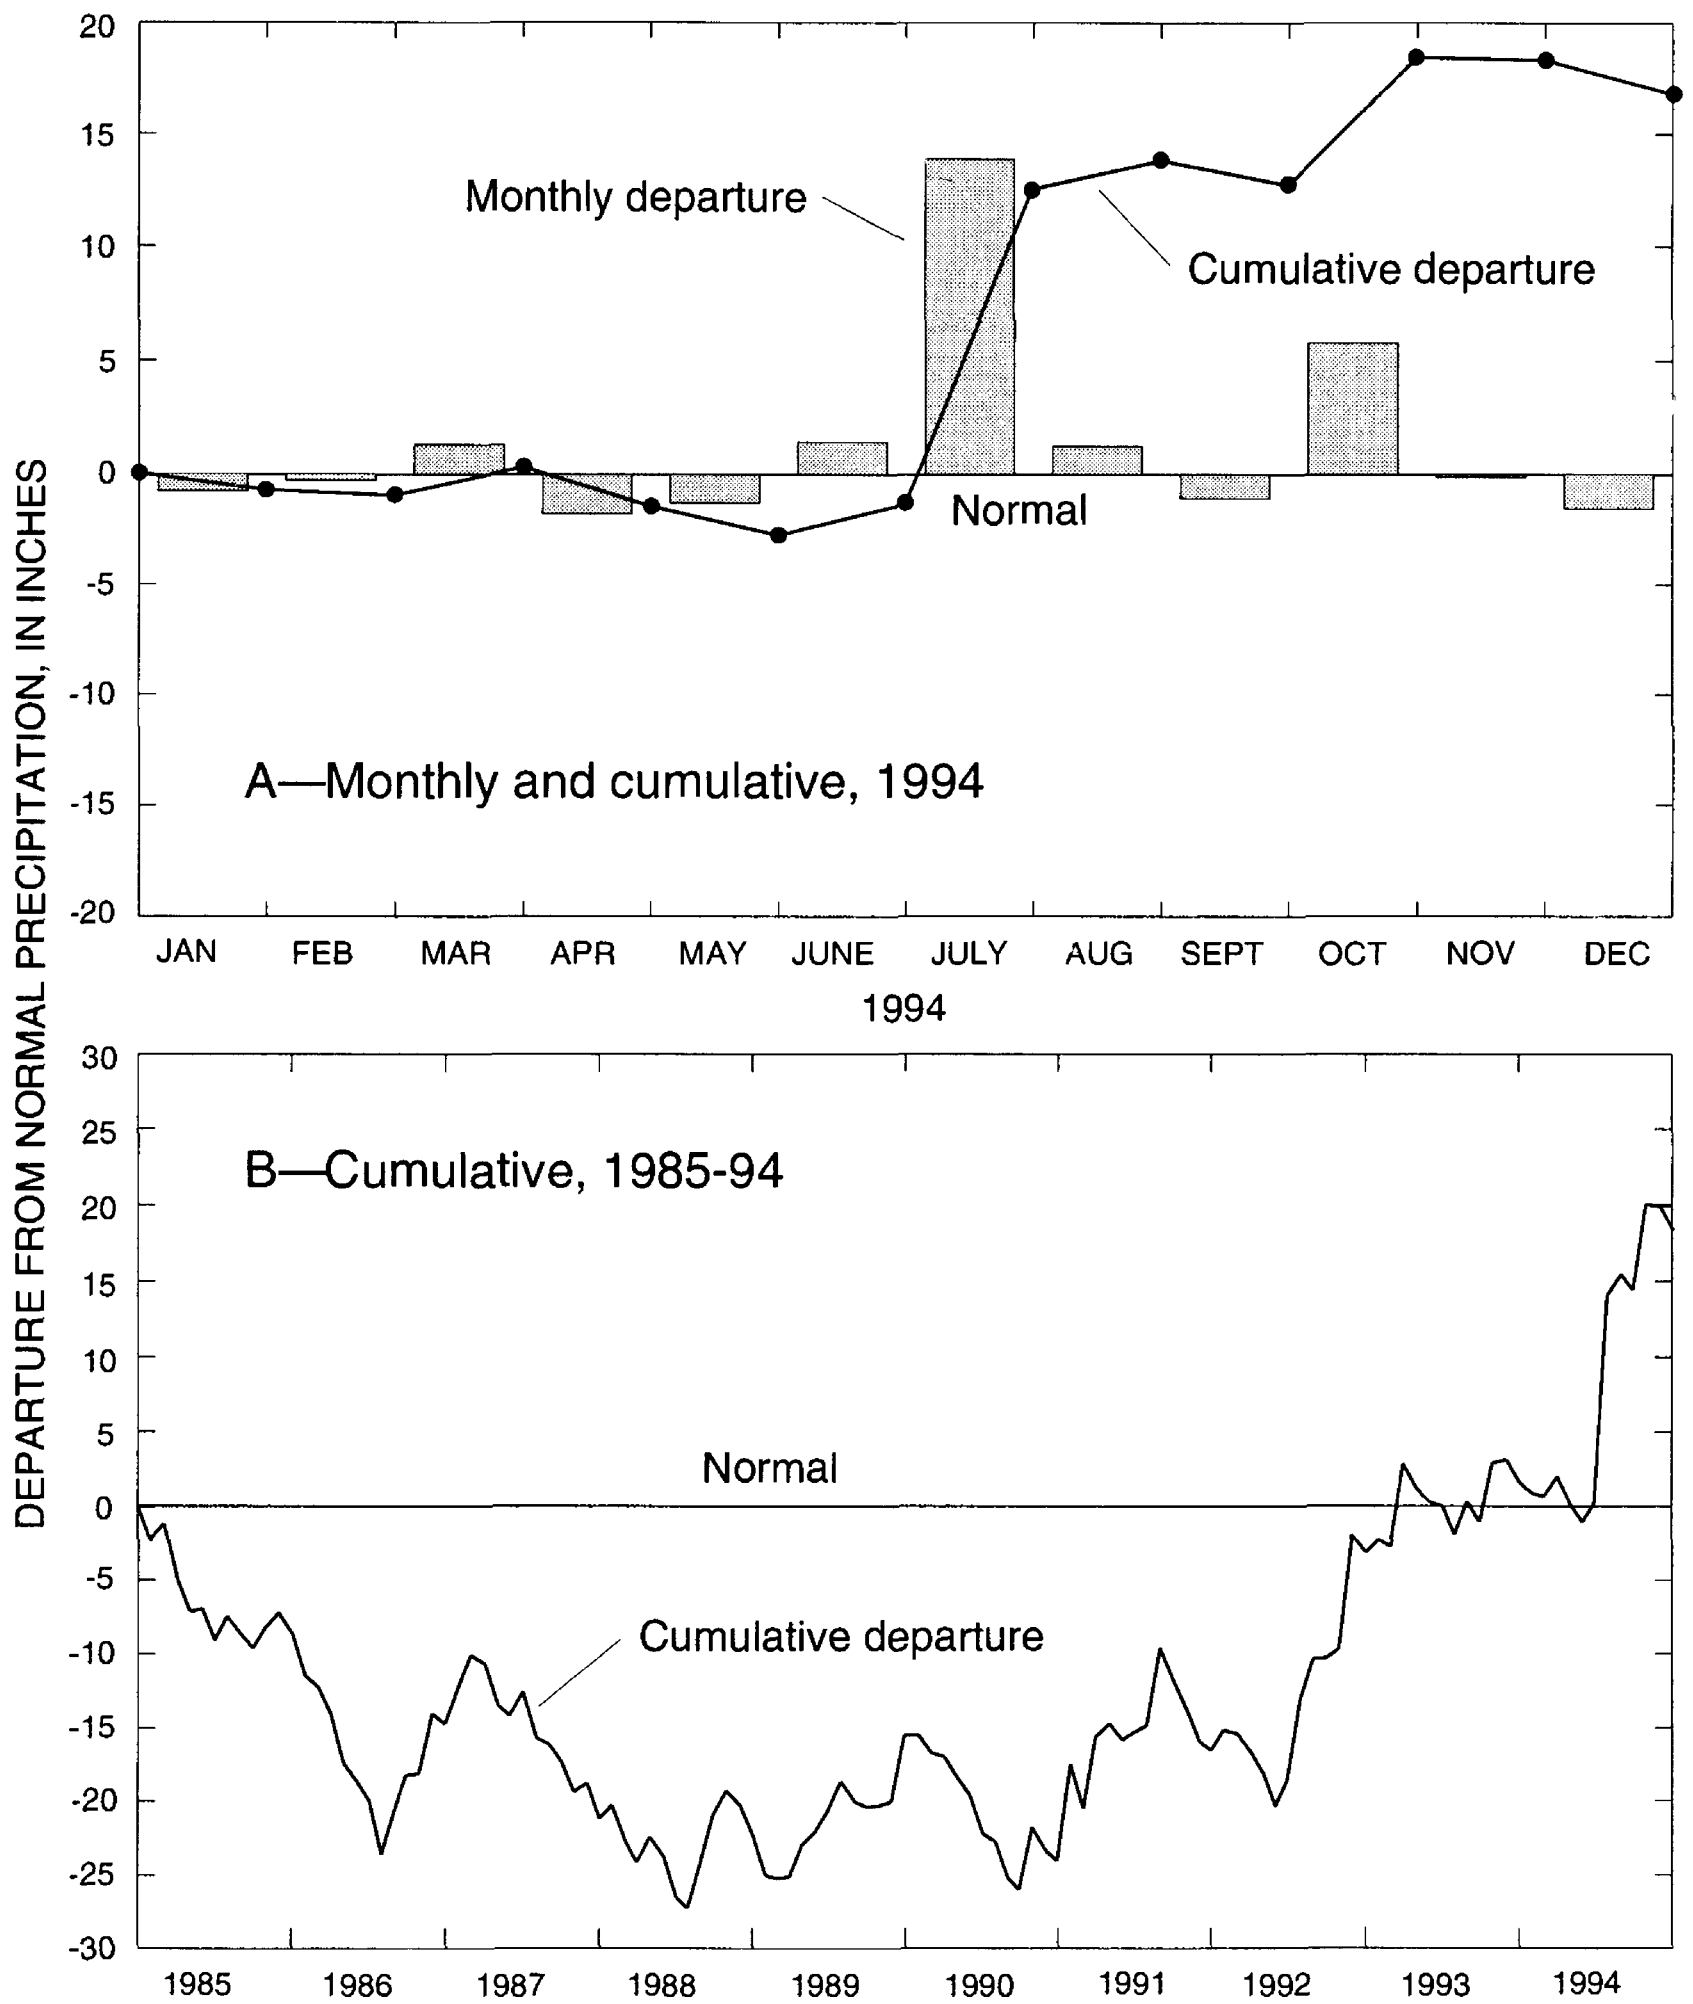 DEPARTURE FROM NORMAL PRECIPITATION, IN INCHES
20
15
10
5
0
-5
-10
-15
-20
Monthly departure
Cumulative departure
Normal
A—Monthly and cumulative, 1994
JAN FEB MAR APR MAY JUNE JULY AUG SEPT OCT NOV DEC
1994
30
25
20
15
10
5
0
-5
-10
-15
-20
-25
-30
B—Cumulative, 1985-94
Normal
Cumulative departure
1985 1986 1987 1988 1989 1990 1991 1992 1993 1994